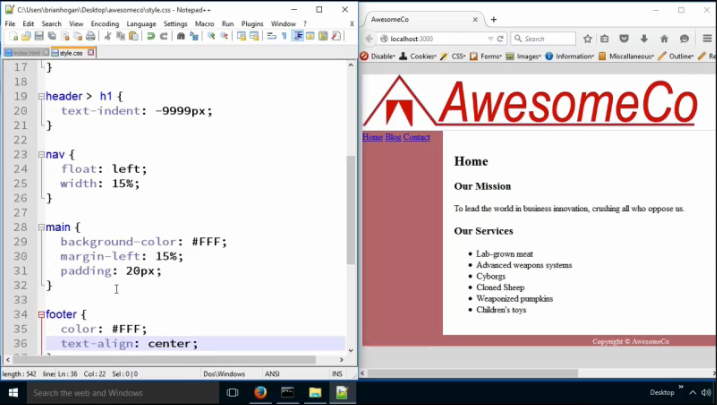 C:\Users\brianhogan\Desktop\awesomeco\style.css - Notepad++
File Edit Search View Encoding Language Settings Macro Run Plugins Window ?
index.html style.css
17 }
18
19 header > h1 {
20 text-indent: -9999px;
21 }
22
23 nav {
24 float: left;
25 width: 15%;
26 }
27
28 main {
29 background-color: #FFF;
30 margin-left: 15%;
31 padding: 20px;
32 }
33
34 footer {
35 color: #FFF;
36 text-align: center;
length: 542 line: Ln : 36 Col : 22 Sel : 0 | 0 Dos\Windows ANSI
AwesomeCo
localhost:3000
Search
Disable Cookies CSS Forms Images Information Miscellaneous Outline Re
AwesomeCo
Home Blog Contact
Home
Our Mission
To lead the world in business innovation, crushing all who oppose us.
Our Services
Lab-grown meat
Advanced weapons systems
Cyborgs
Cloned Sheep
Weaponized pumpkins
Children's toys
Copyright © AwesomeCo
Search the web and Windows
Desktop